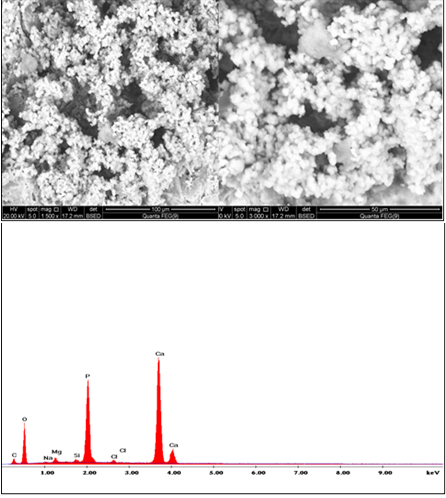 HV spot mag □ WD det 100 µm
20.00 kV 5.0 1 500 x 17.2 mm BSED Quanta FEG(9)
spot mag □ WD det 50 µm
0 kV 5.0 3 000 x 17.2 mm BSED Quanta FEG(9)
Ca
P
O
Ca
C
Na
Mg
Si
Cl
Cl
1.00 2.00 3.00 4.00 5.00 6.00 7.00 8.00 9.00 keV